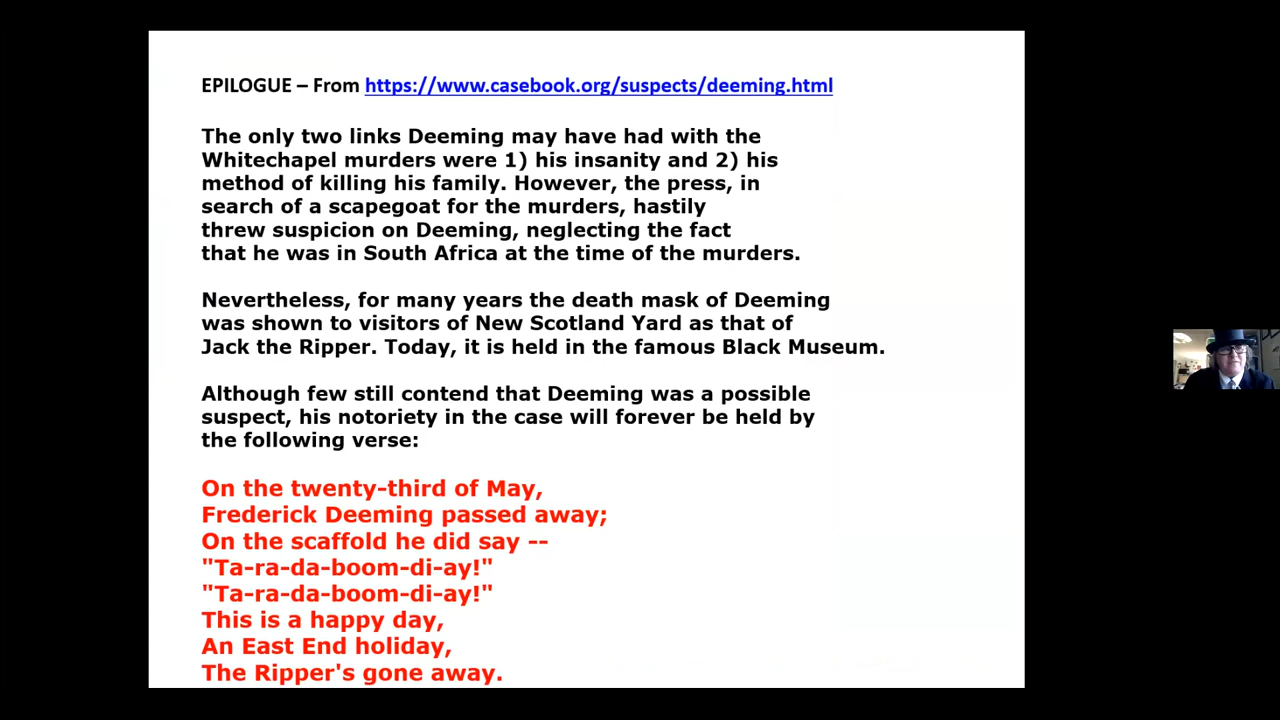 EPILOGUE – From https://www.casebook.org/suspects/deeming.html
The only two links Deeming may have had with the
Whitechapel murders were 1) his insanity and 2) his
method of killing his family. However, the press, in
search of a scapegoat for the murders, hastily
threw suspicion on Deeming, neglecting the fact
that he was in South Africa at the time of the murders.
Nevertheless, for many years the death mask of Deeming
was shown to visitors of New Scotland Yard as that of
Jack the Ripper. Today, it is held in the famous Black Museum.
Although few still contend that Deeming was a possible
suspect, his notoriety in the case will forever be held by
the following verse:
On the twenty-third of May,
Frederick Deeming passed away;
On the scaffold he did say --
"Ta-ra-da-boom-di-ay!"
"Ta-ra-da-boom-di-ay!"
This is a happy day,
An East End holiday,
The Ripper's gone away.